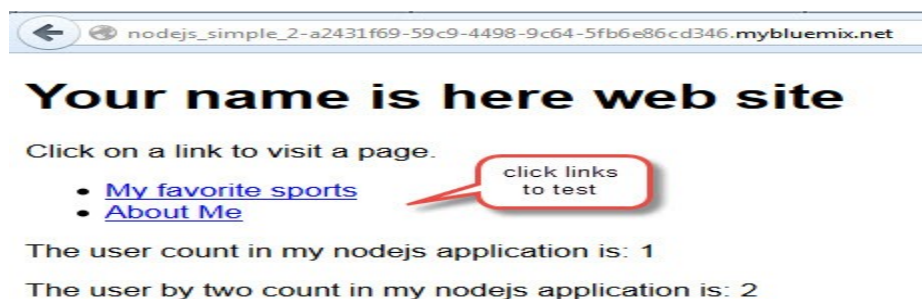 nodejs_simple_2-a2431f69-59c9-4498-9c64-5fb6e86cd346.mybluemix.net
Your name is here web site
Click on a link to visit a page.
My favorite sports
About Me
click links
to test
The user count in my nodejs application is: 1
The user by two count in my nodejs application is: 2